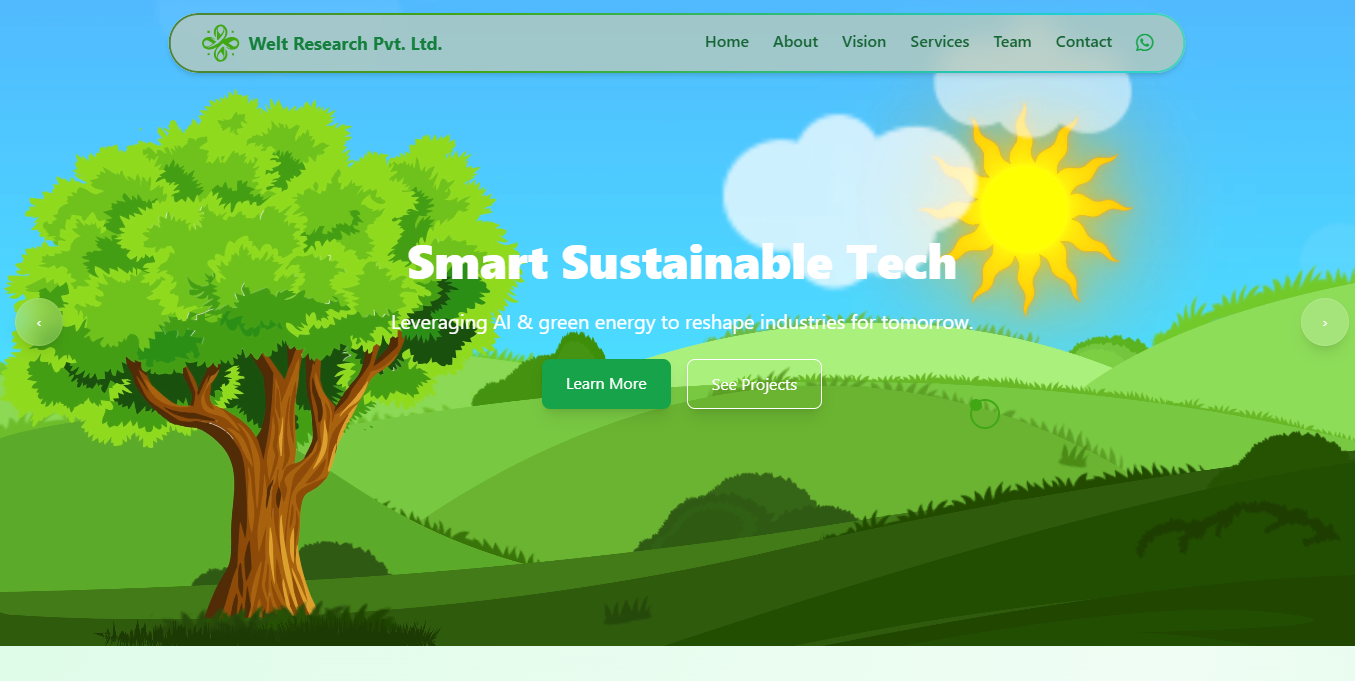 Welt Research Pvt. Ltd.
Home About Vision Services Team Contact
Smart Sustainable Tech
Leveraging AI & green energy to reshape industries for tomorrow.
Learn More See Projects